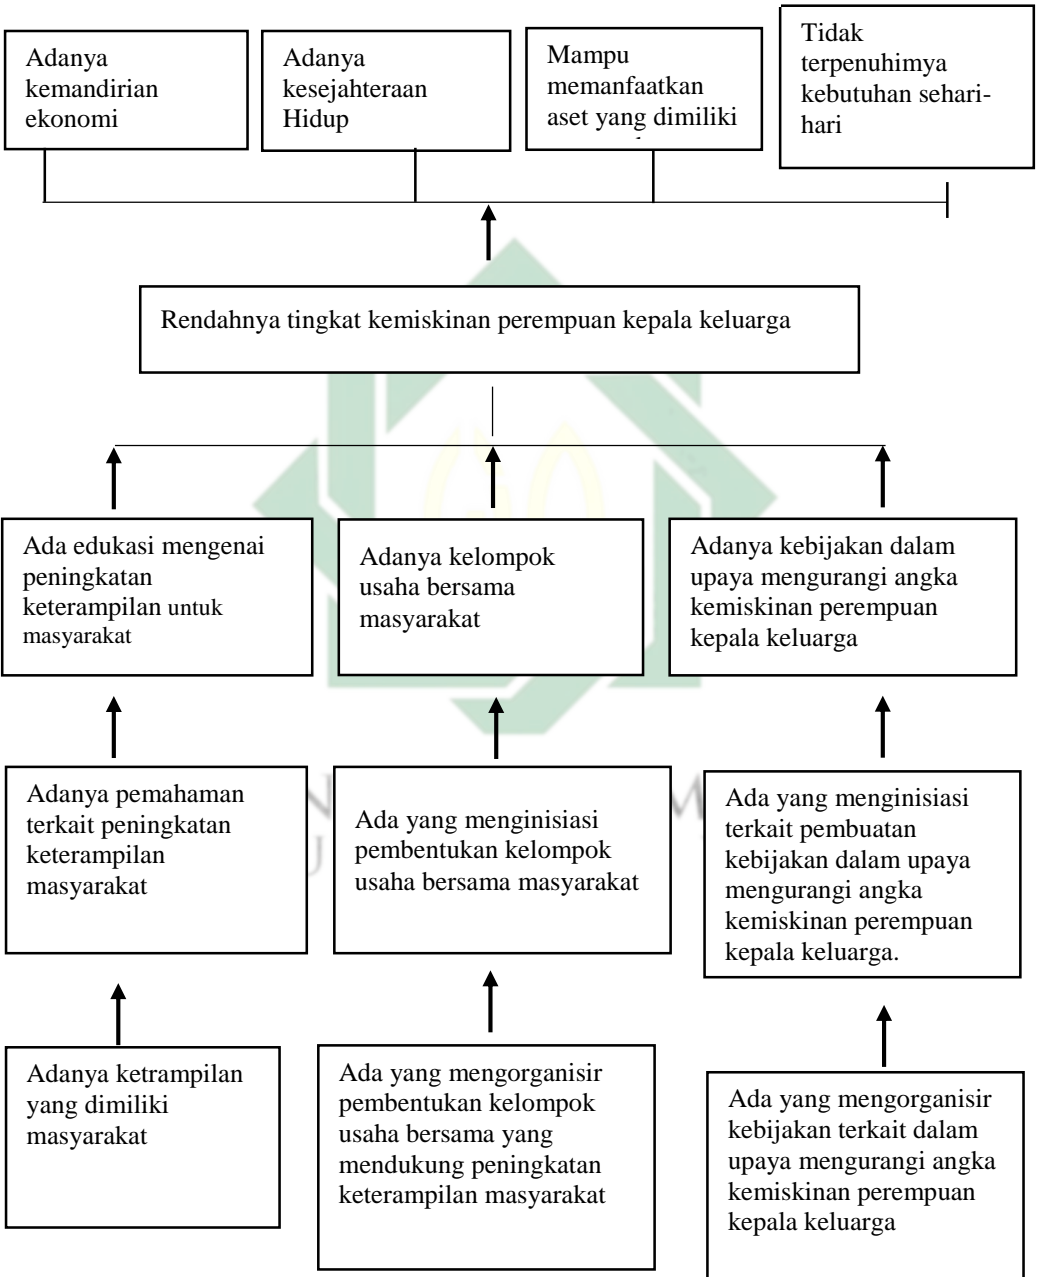 Adanya
kemandirian
ekonomi
Adanya
kesejahteraan
Hidup
Mampu
memanfaatkan
aset yang dimiliki
Tidak
terpenuhimya
kebutuhan sehari-
hari
Rendahnya tingkat kemiskinan perempuan kepala keluarga
Ada edukasi mengenai
peningkatan
keterampilan untuk
masyarakat
Adanya kelompok
usaha bersama
masyarakat
Adanya kebijakan dalam
upaya mengurangi angka
kemiskinan perempuan
kepala keluarga
Adanya pemahaman
terkait peningkatan
keterampilan
masyarakat
Ada yang menginisiasi
pembentukan kelompok
usaha bersama masyarakat
Ada yang menginisiasi
terkait pembuatan
kebijakan dalam upaya
mengurangi angka
kemiskinan perempuan
kepala keluarga.
Adanya ketrampilan
yang dimiliki
masyarakat
Ada yang mengorganisir
pembentukan kelompok
usaha bersama yang
mendukung peningkatan
keterampilan masyarakat
Ada yang mengorganisir
kebijakan terkait dalam
upaya mengurangi angka
kemiskinan perempuan
kepala keluarga